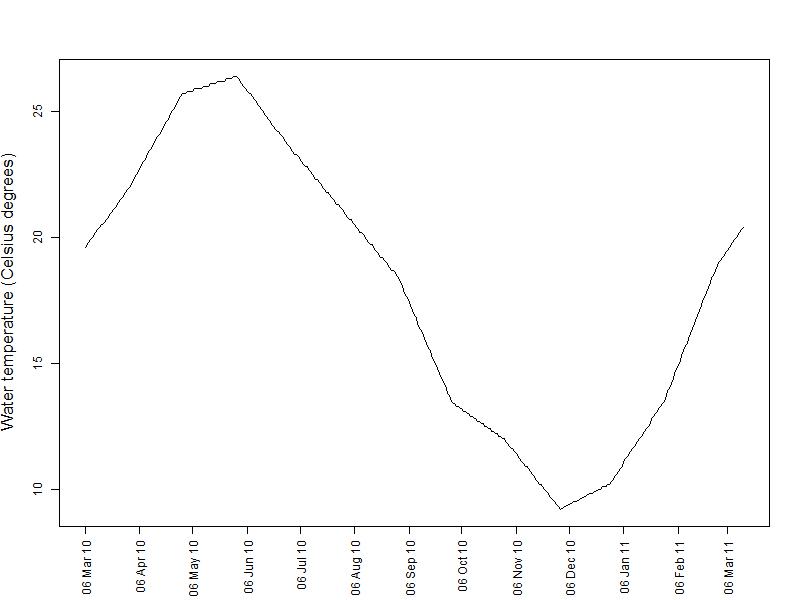 Water temperature (Celsius degrees)
25
20
15
10
06 Mar 10
06 Apr 10
06 May 10
06 Jun 10
06 Jul 10
06 Aug 10
06 Sep 10
06 Oct 10
06 Nov 10
06 Dec 10
06 Jan 11
06 Feb 11
06 Mar 11